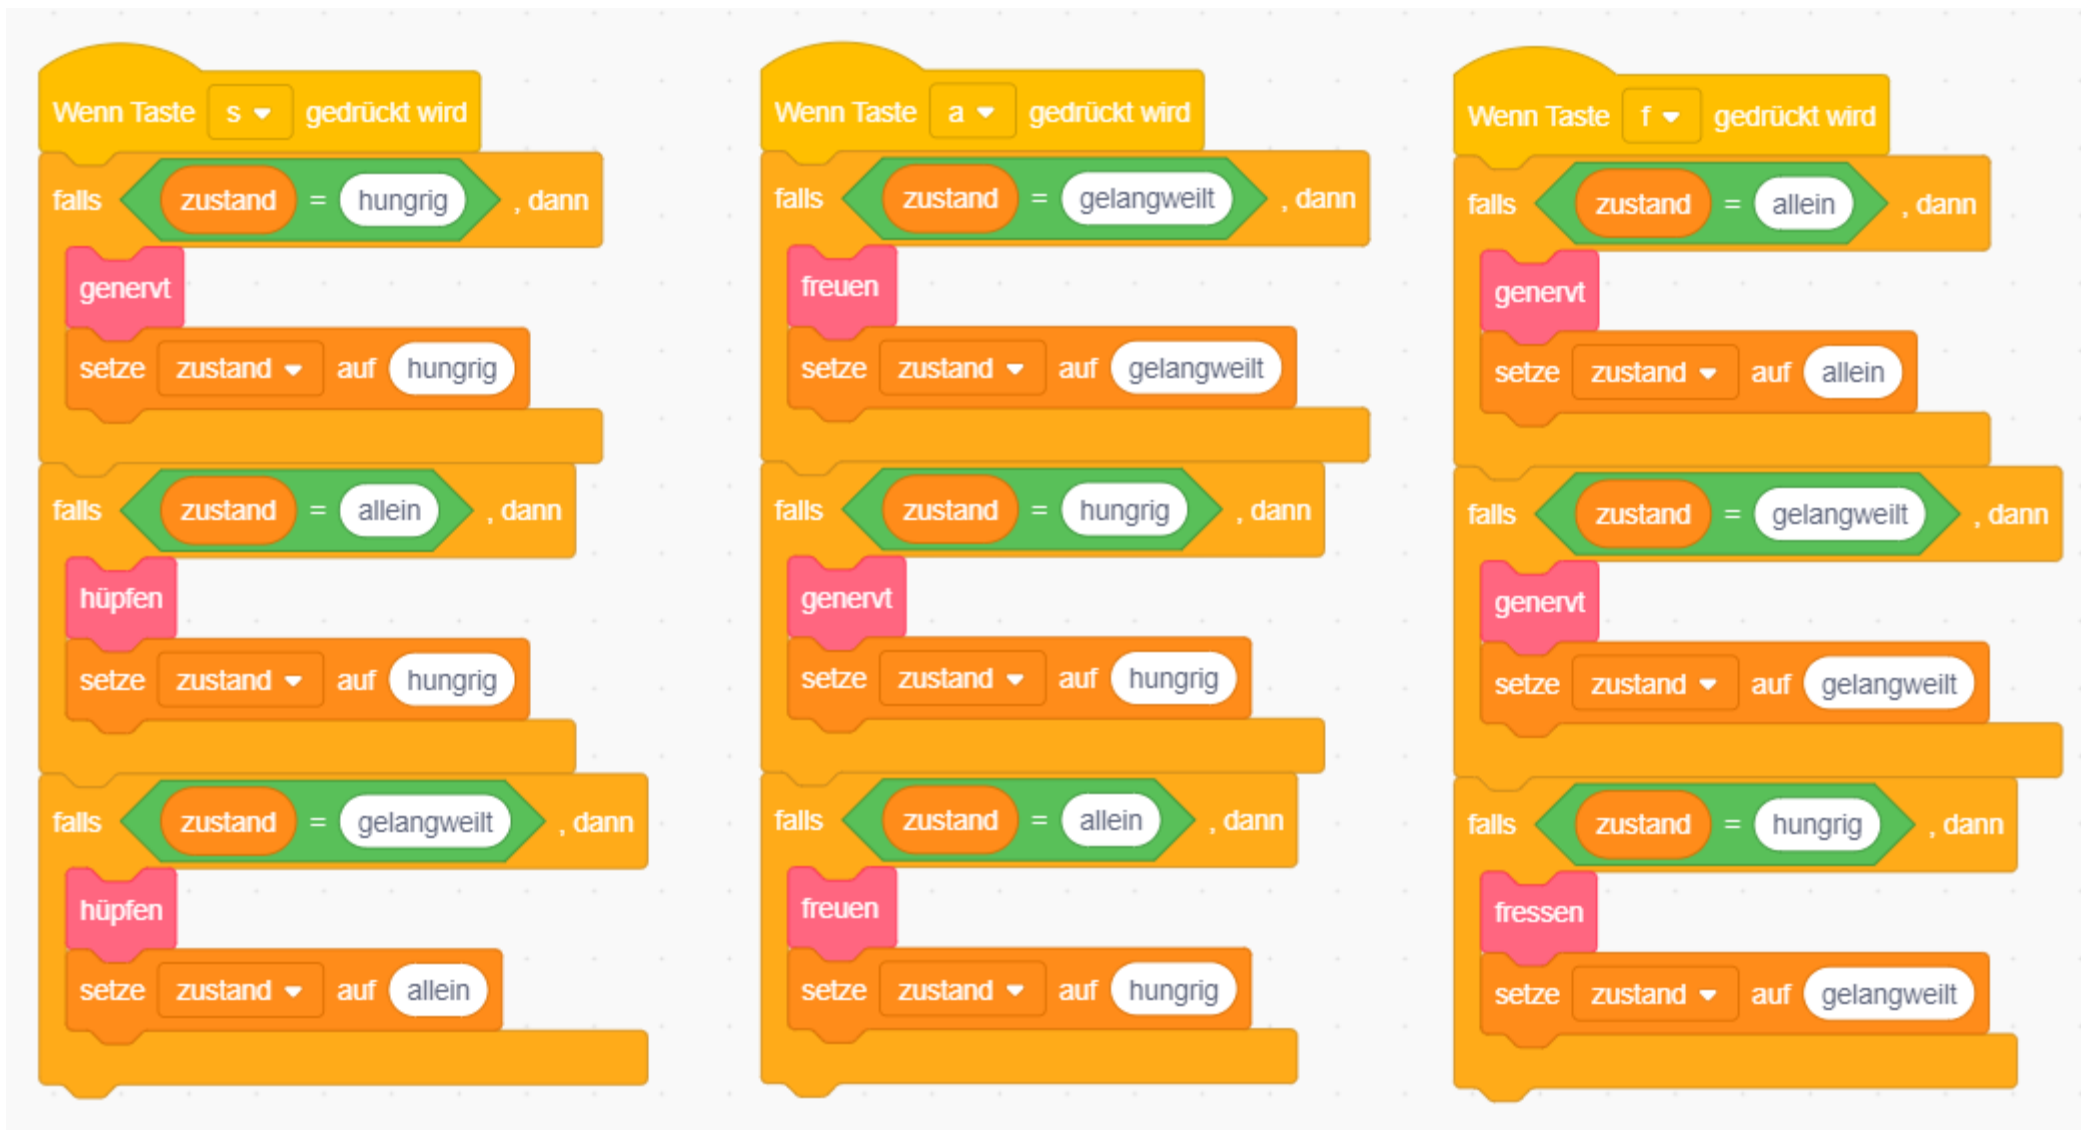 Wenn Taste s gedrückt wird
falls zustand = hungrig , dann
genervt
setze zustand auf hungrig
falls zustand = allein , dann
hüpfen
setze zustand auf hungrig
falls zustand = gelangweilt , dann
hüpfen
setze zustand auf allein
Wenn Taste a gedrückt wird
falls zustand = gelangweilt , dann
freuen
setze zustand auf gelangweilt
falls zustand = hungrig , dann
genervt
setze zustand auf hungrig
falls zustand = allein , dann
freuen
setze zustand auf hungrig
Wenn Taste f gedrückt wird
falls zustand = allein , dann
genervt
setze zustand auf allein
falls zustand = gelangweilt , dann
genervt
setze zustand auf gelangweilt
falls zustand = hungrig , dann
fressen
setze zustand auf gelangweilt